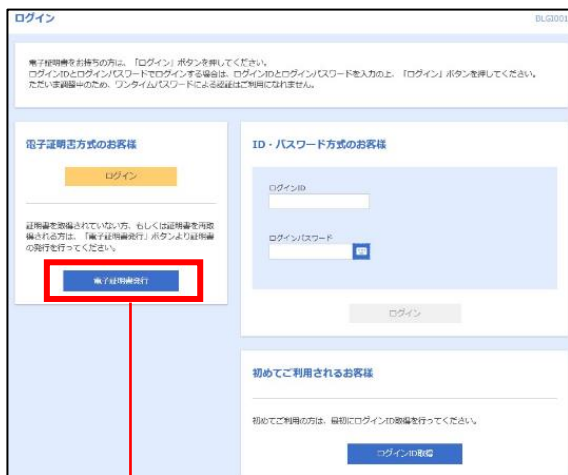 ログイン
BLGI001
電子証明書をお持ちの方は、「ログイン」ボタンを押してください。
ログインIDとログインパスワードでログインする場合は、ログインIDとログインパスワードを入力の上、「ログイン」ボタンを押してください。
ただいま調整中のため、ワンタイムパスワードによる認証はご利用になれません。
電子証明書方式のお客様
ログイン
証明書を取得されていない方、もしくは証明書を再取
得される方は、「電子証明書発行」ボタンより証明書
の発行を行ってください。
電子証明書発行
ID・パスワード方式のお客様
ログインID
ログインパスワード
ログイン
初めてご利用されるお客様
初めてご利用の方は、最初にログインID取得を行ってください。
ログインID取得